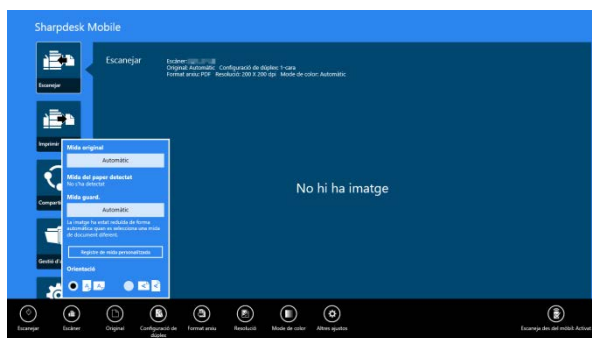 Sharpdesk Mobile
Escanejar
Escanejar
Escàner:
Original: Automàtic Configuració de dúplex: 1-cara
Format arxiu: PDF Resolució: 200 X 200 dpi Mode de color: Automàtic
Imprimir
Mida original
Automàtic
Mida del paper detectat
No s'ha detectat
Mida guard.
Automàtic
La imatge ha estat reduïda de forma
automàtica quan es selecciona una mida
de document diferent.
Registre de mida personalitzada
Orientació
No hi ha imatge
Compartir
Gestió d'a
Escanejar
Escàner
Original
Configuració de
dúplex
Format arxiu
Resolució
Mode de color
Altres ajustos
Escaneja des del mòbil: Activat